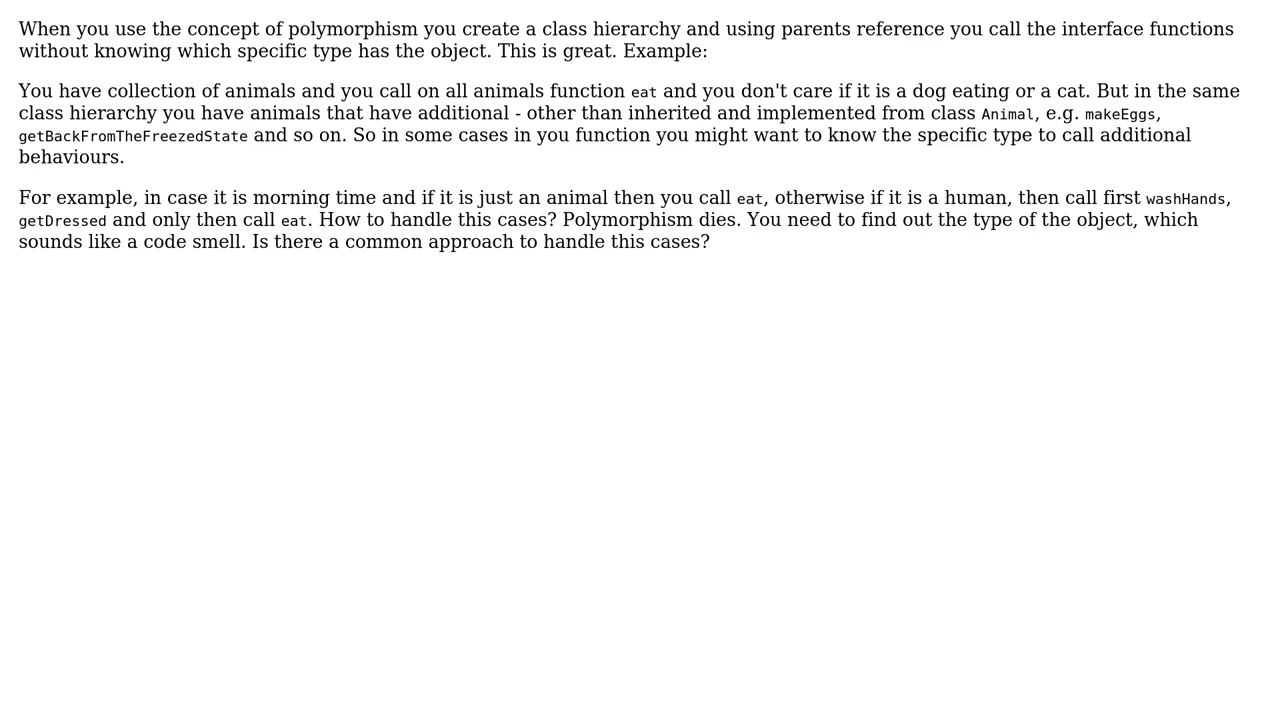 When you use the concept of polymorphism you create a class hierarchy and using parents reference you call the interface functions
without knowing which specific type has the object. This is great. Example:
You have collection of animals and you call on all animals function eat and you don't care if it is a dog eating or a cat. But in the same
class hierarchy you have animals that have additional - other than inherited and implemented from class Animal, e.g. makeEggs,
getBackFromTheFreezedState and so on. So in some cases in you function you might want to know the specific type to call additional
behaviours.
For example, in case it is morning time and if it is just an animal then you call eat, otherwise if it is a human, then call first washHands,
getDressed and only then call eat. How to handle this cases? Polymorphism dies. You need to find out the type of the object, which
sounds like a code smell. Is there a common approach to handle this cases?